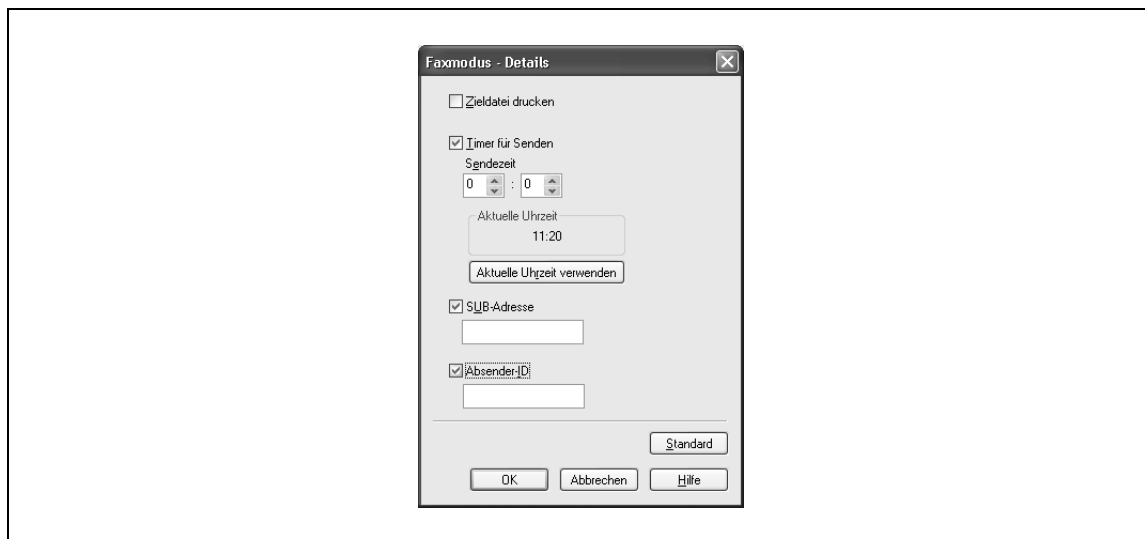 Faxmodus - Details
Zieldatei drucken
Timer für Senden
Sendezeit
0 : 0
Aktuelle Uhrzeit
11:20
Aktuelle Uhrzeit verwenden
SUB-Adresse
Absender-ID
Standard
OK Abbrechen Hilfe